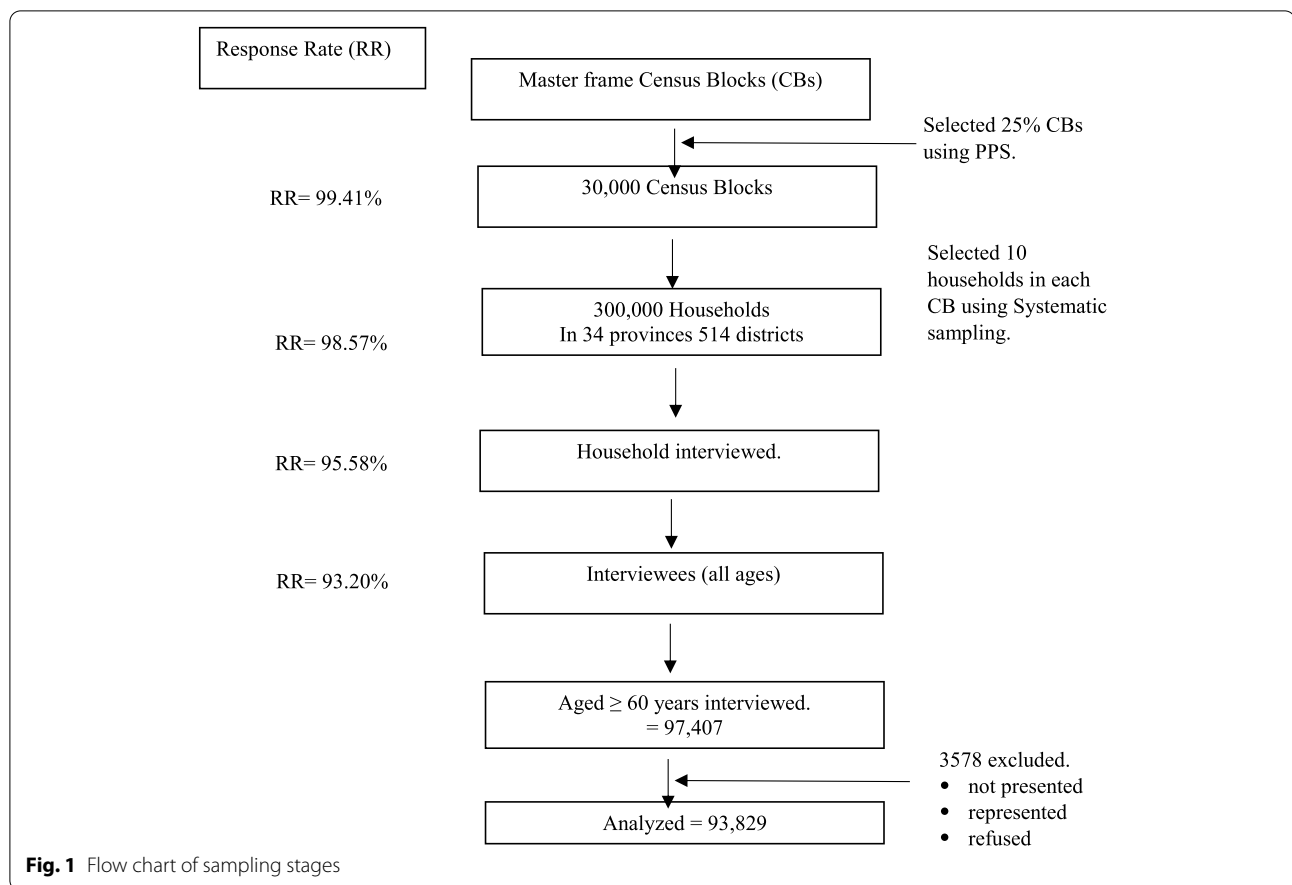 Response Rate (RR)
Master frame Census Blocks (CBs)
Selected 25% CBs
using PPS.
30,000 Census Blocks
RR= 99.41%
Selected 10
households in each
CB using Systematic
sampling.
300,000 Households
In 34 provinces 514 districts
RR= 98.57%
Household interviewed.
RR= 95.58%
Interviewees (all ages)
RR= 93.20%
Aged ≥ 60 years interviewed.
= 97,407
3578 excluded.
• not presented
• represented
• refused
Analyzed = 93,829
Fig. 1 Flow chart of sampling stages